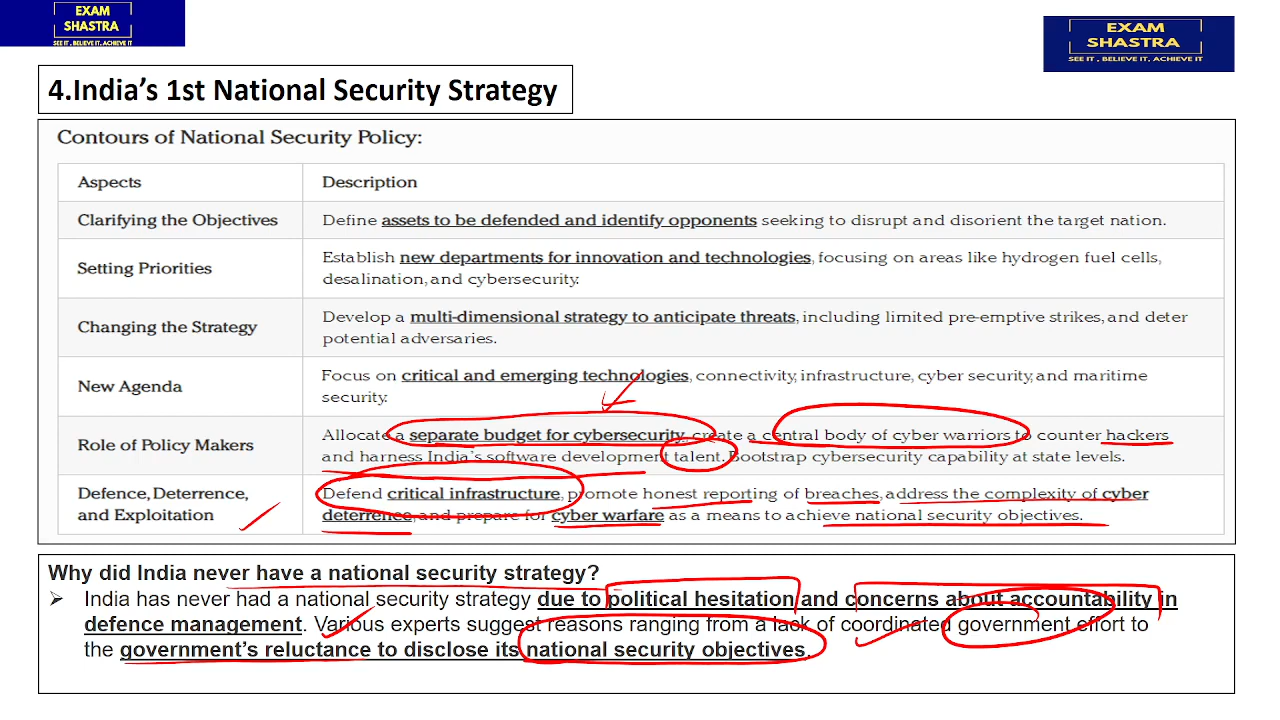 EXAM
SHASTRA
SEE IT , BELIEVE IT, ACHIEVE IT
EXAM
SHASTRA
SEE IT , BELIEVE IT, ACHIEVE IT
4.India’s 1st National Security Strategy
Contours of National Security Policy:
Aspects Description
Clarifying the Objectives Define assets to be defended and identify opponents seeking to disrupt and disorient the target nation.
Setting Priorities Establish new departments for innovation and technologies, focusing on areas like hydrogen fuel cells,
desalination, and cybersecurity.
Changing the Strategy Develop a multi-dimensional strategy to anticipate threats, including limited pre-emptive strikes, and deter
potential adversaries.
New Agenda Focus on critical and emerging technologies, connectivity, infrastructure, cyber security, and maritime
security.
Role of Policy Makers Allocate a separate budget for cybersecurity, create a central body of cyber warriors to counter hackers
and harness India’s software development talent. Bootstrap cybersecurity capability at state levels.
Defence, Deterrence, Defend critical infrastructure, promote honest reporting of breaches, address the complexity of cyber
and Exploitation deterrence, and prepare for cyber warfare as a means to achieve national security objectives.
Why did India never have a national security strategy?
➢ India has never had a national security strategy due to political hesitation and concerns about accountability in
defence management. Various experts suggest reasons ranging from a lack of coordinated government effort to
the government’s reluctance to disclose its national security objectives.